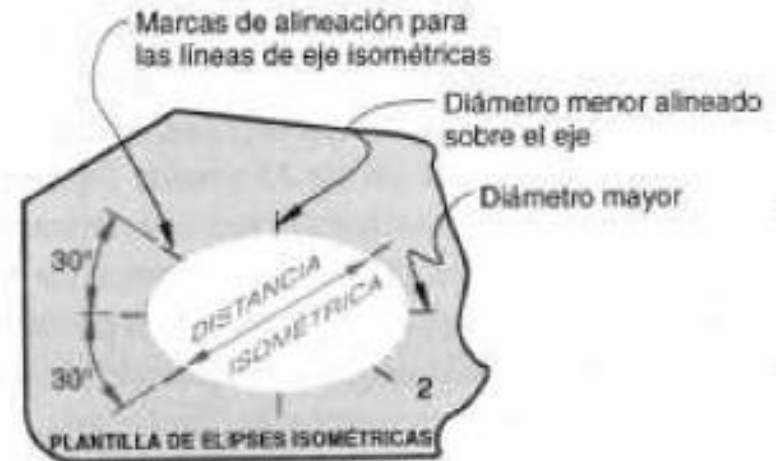 Marcas de alineación para
las líneas de eje isométricas
Diámetro menor alineado
sobre el eje
Diámetro mayor
30°
DISTANCIA
ISOMÉTRICA
30°
2
PLANTILLA DE ELIPSES ISOMÉTRICAS